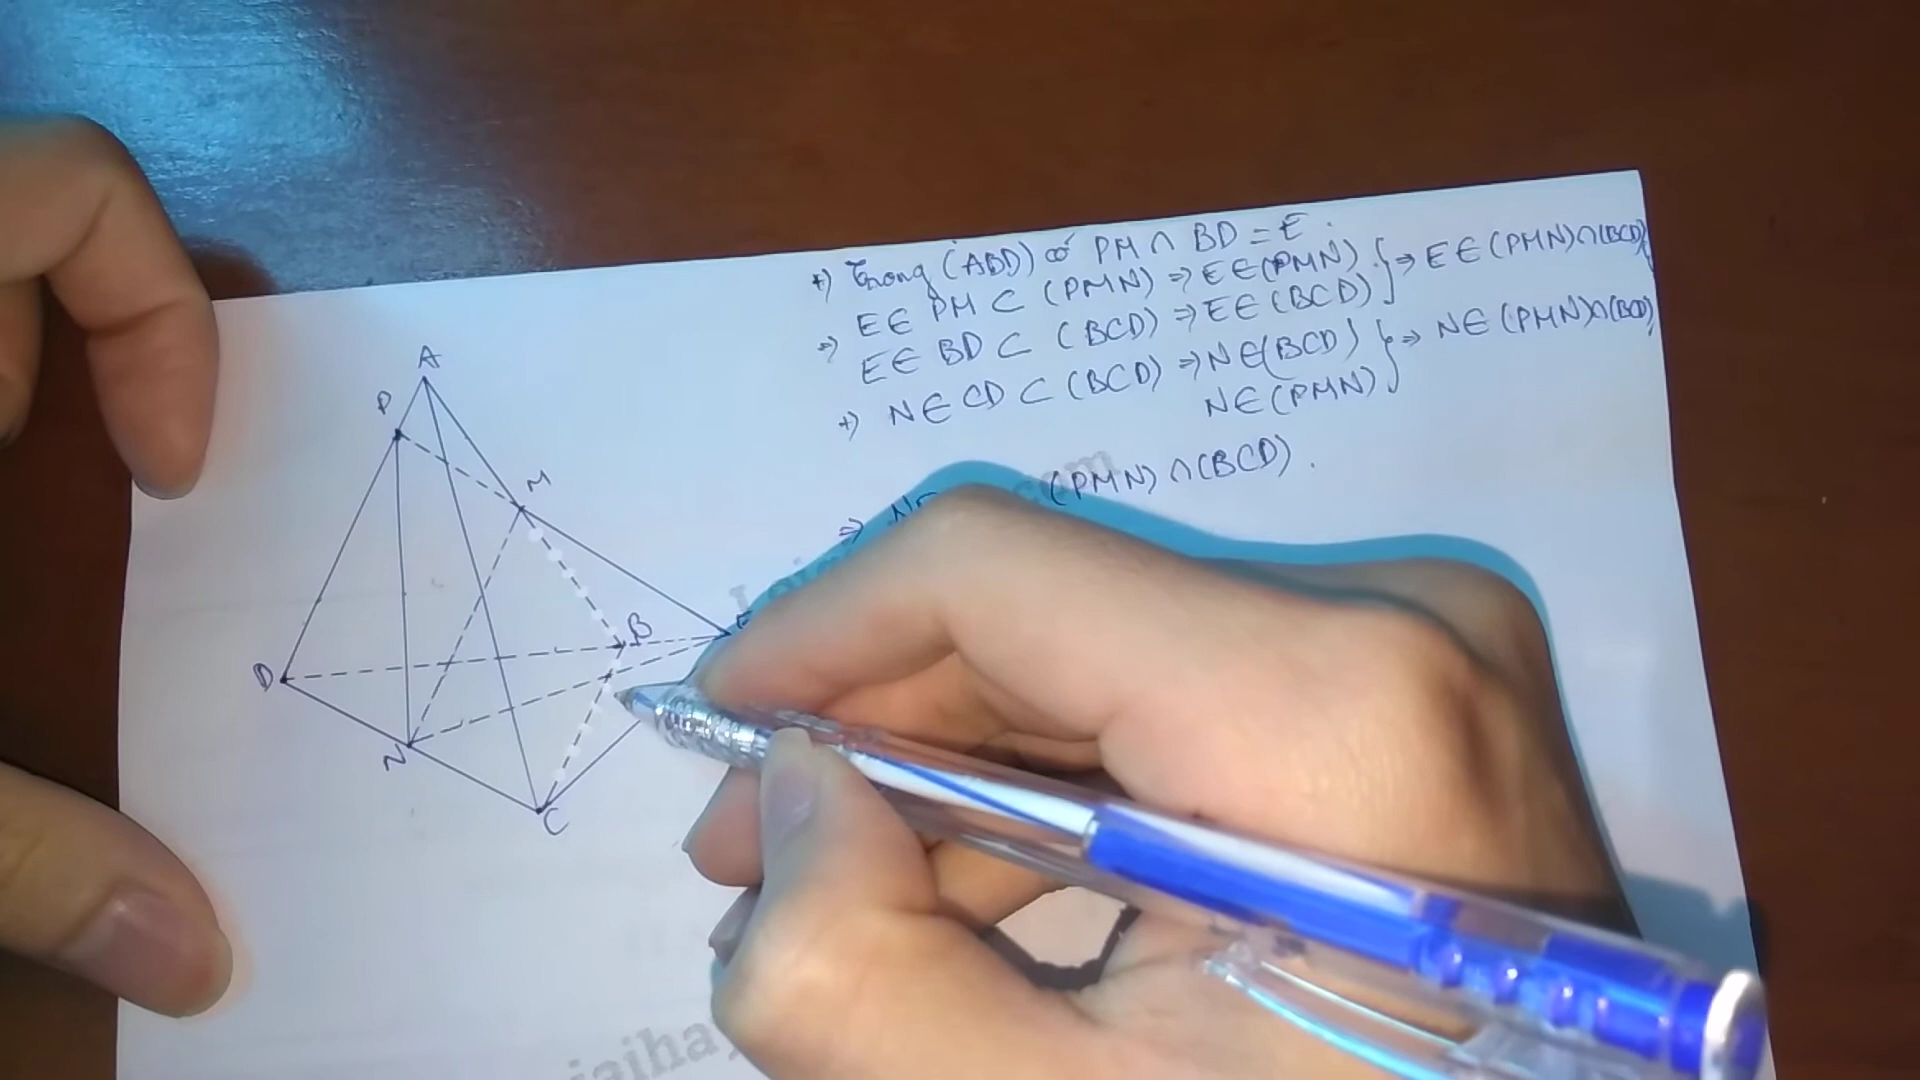 +) Trong (ABD) có PM ∩ BD = E.
=> E∈ PM ⊂ (PMN) => E∈(PMN) } => E∈(PMN)∩(BCD)
E∈ BD ⊂ (BCD) => E∈(BCD)
+) N∈ CD ⊂ (BCD) => N∈(BCD) } => N∈(PMN)∩(BCD)
N∈(PMN)
=> (PMN) ∩(BCD).
A
P
M
B
E
D
N
C